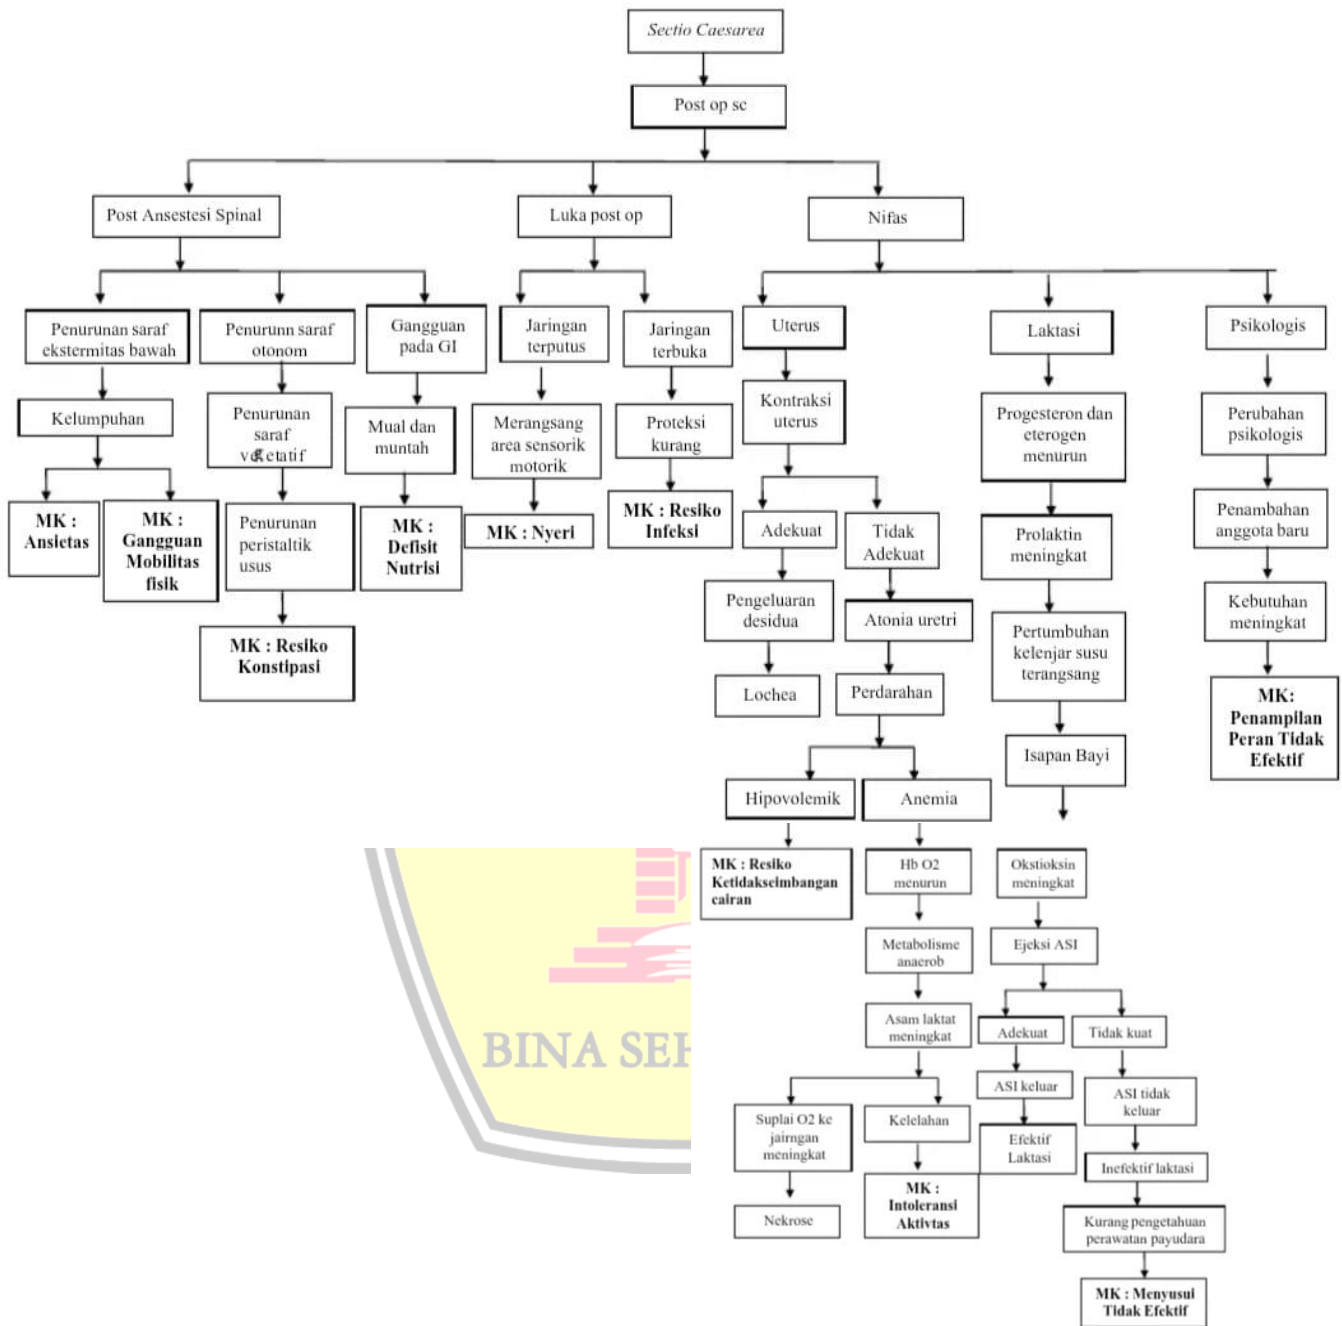 Sectio Caesarea
Post op sc
Post Ansestesi Spinal
Luka post op
Nifas
Penurunan saraf
ekstermitas bawah
Penurunn saraf
otonom
Gangguan
pada GI
Jaringan
terputus
Jaringan
terbuka
Uterus
Laktasi
Psikologis
Kelumpuhan
Penurunan
saraf
Mual dan
muntah
Merangsang
area sensorik
motorik
Proteksi
kurang
Kontraksi
uterus
Progesteron dan
eterogen
menurun
Perubahan
psikologis
MK :
Ansietas
MK :
Gangguan
Mobilitas
fisik
Penurunan
peristaltik
usus
MK :
Defisit
Nutrisi
MK : Nyeri
MK : Resiko
Infeksi
Adekuat
Tidak
Adekuat
Prolaktin
meningkat
Penambahan
anggota baru
MK : Resiko
Konstipasi
Pengeluaran
desidua
Atonia uretri
Pertumbuhan
kelenjar susu
terangsang
Kebutuhan
meningkat
Lochea
Perdarahan
Isapan Bayi
MK:
Penampilan
Peran Tidak
Efektif
Hipovolemik
Anemia
MK : Resiko
Ketidakseimbangan
cairan
Hb O2
menurun
Okstioksin
meningkat
Metabolisme
anaerob
Ejeksi ASI
Asam laktat
meningkat
Adekuat
Tidak kuat
BINA SEH
Suplai O2 ke
jairngan
meningkat
Kelelahan
ASI keluar
ASI tidak
keluar
Efektif
Laktasi
Inefektif laktasi
Nekrose
MK :
Intoleransi
Aktivtas
Kurang pengetahuan
perawatan payudara
MK : Menyusui
Tidak Efektif